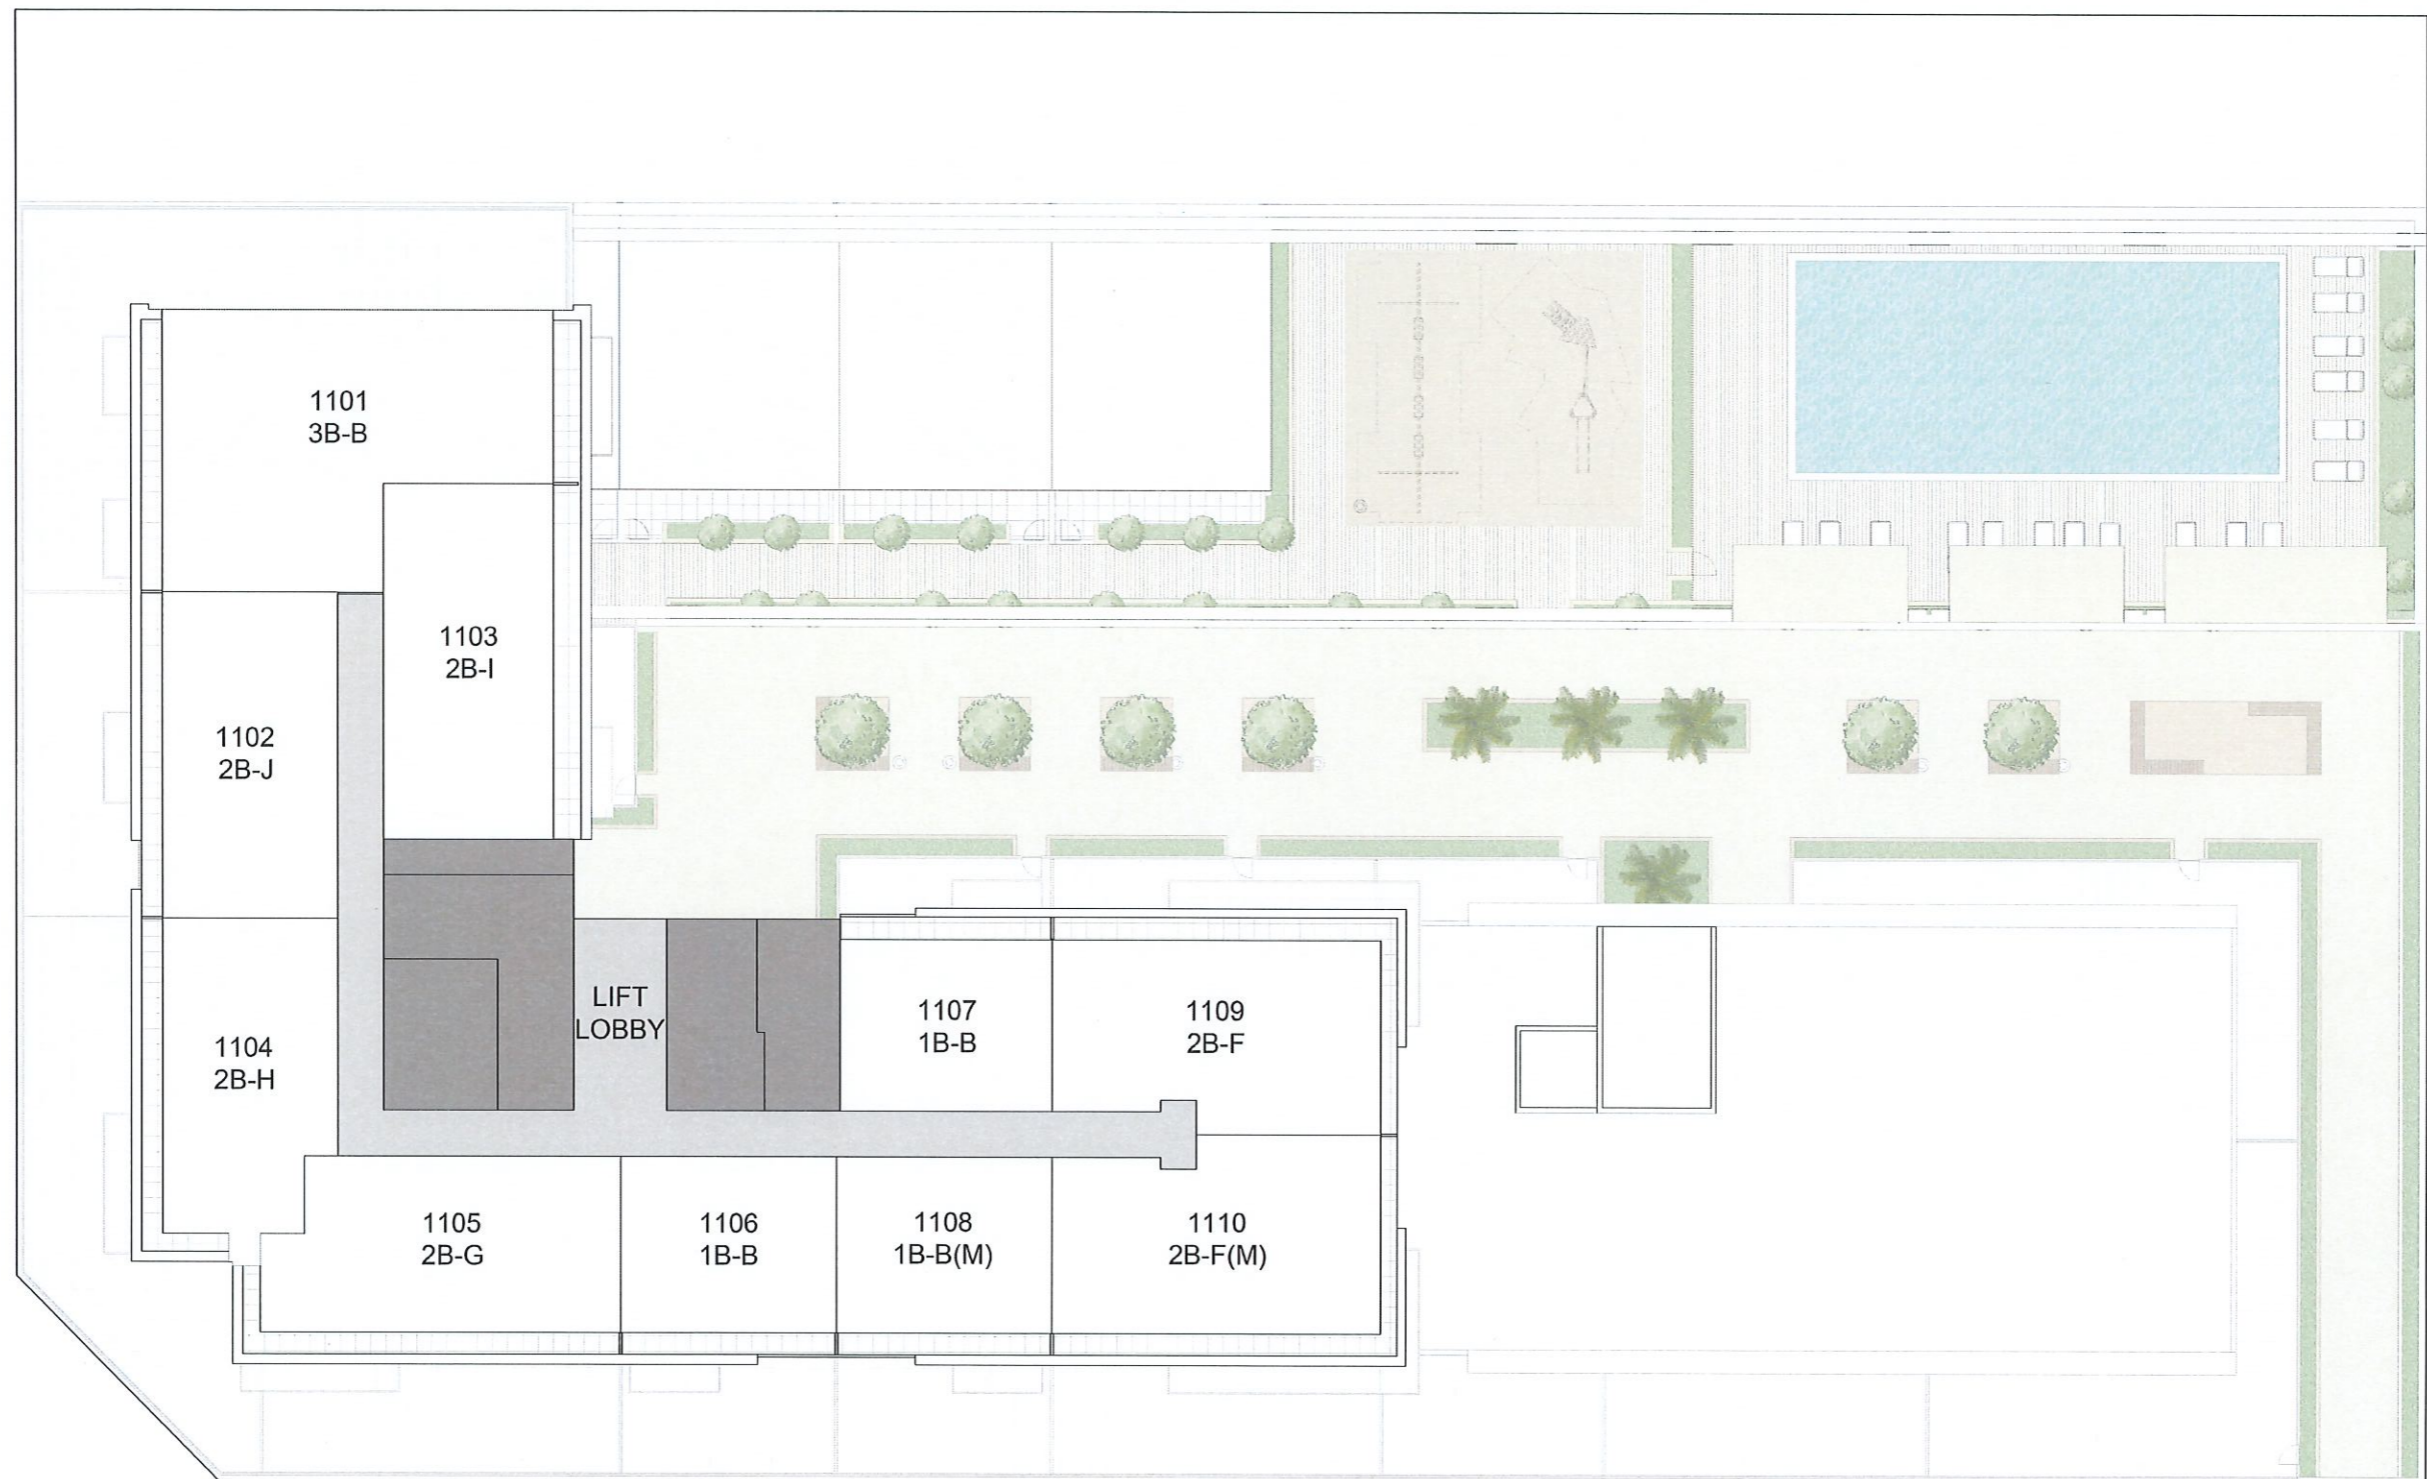 1101
3B-B
1103
2B-I
1102
2B-J
1104
2B-H
LIFT
LOBBY
1107
1B-B
1109
2B-F
1105
2B-G
1106
1B-B
1108
1B-B(M)
1110
2B-F(M)